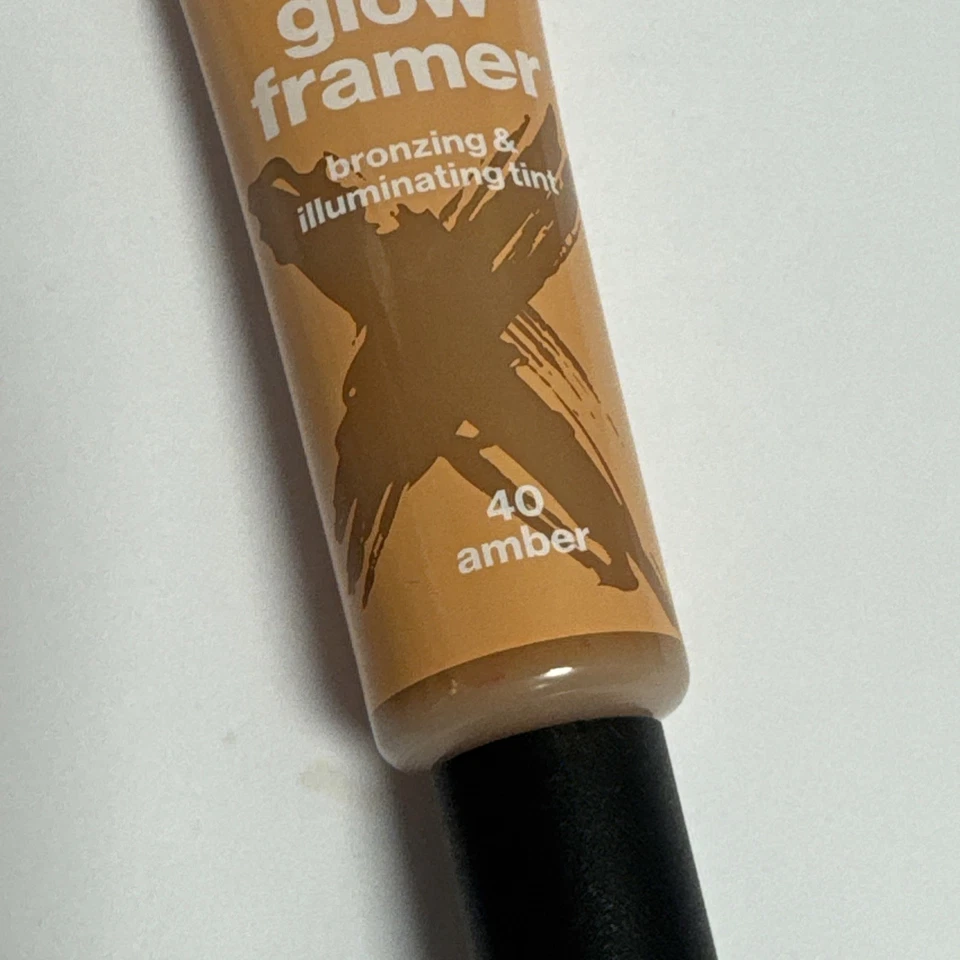 glow
framer
bronzing &
illuminating tint
40
amber